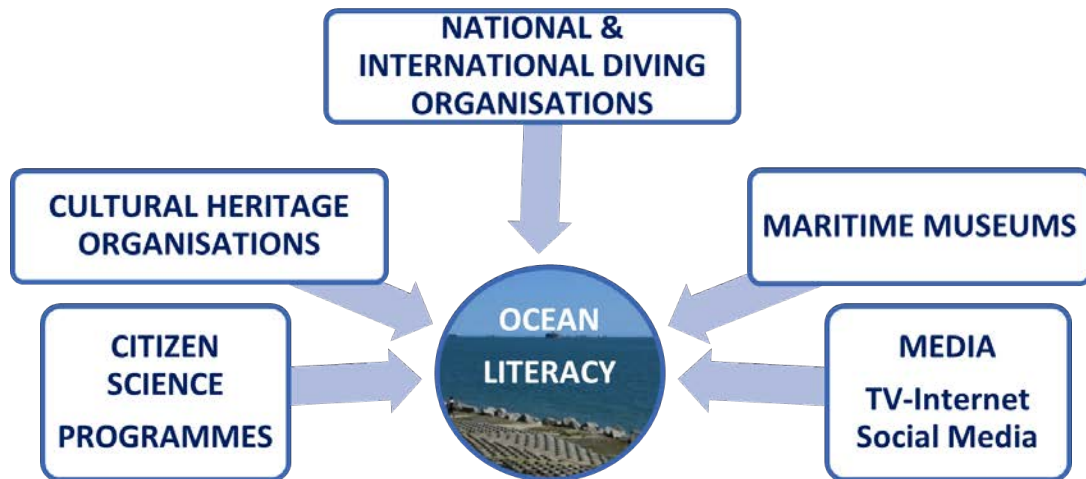 NATIONAL &
INTERNATIONAL DIVING
ORGANISATIONS
CULTURAL HERITAGE
ORGANISATIONS
MARITIME MUSEUMS
OCEAN
LITERACY
CITIZEN
SCIENCE
PROGRAMMES
MEDIA
TV-Internet
Social Media